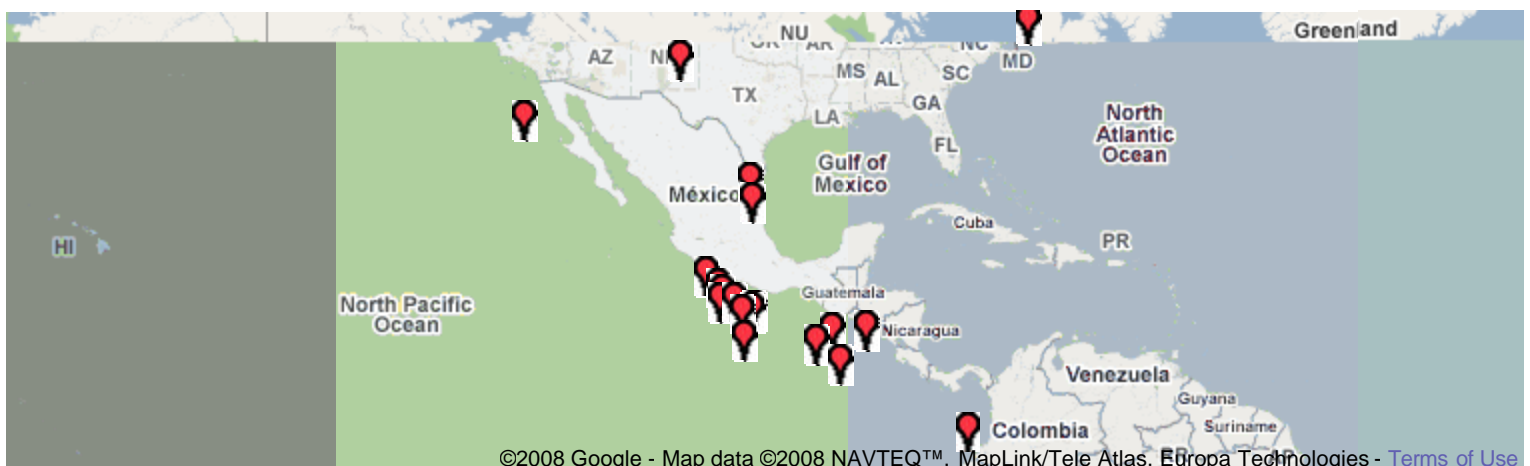 NU
Greenland
AZ
AR
NC
MD
MS
AL
SC
TX
GA
LA
FL
North
Atlantic
Ocean
Gulf of
Mexico
México
Cuba
HI
PR
Guatemala
North Pacific
Ocean
Nicaragua
Venezuela
Guyana
Colombia
Suriname
©2008 Google - Map data ©2008 NAVTEQ™, MapLink/Tele Atlas, Europa Technologies - Terms of Use